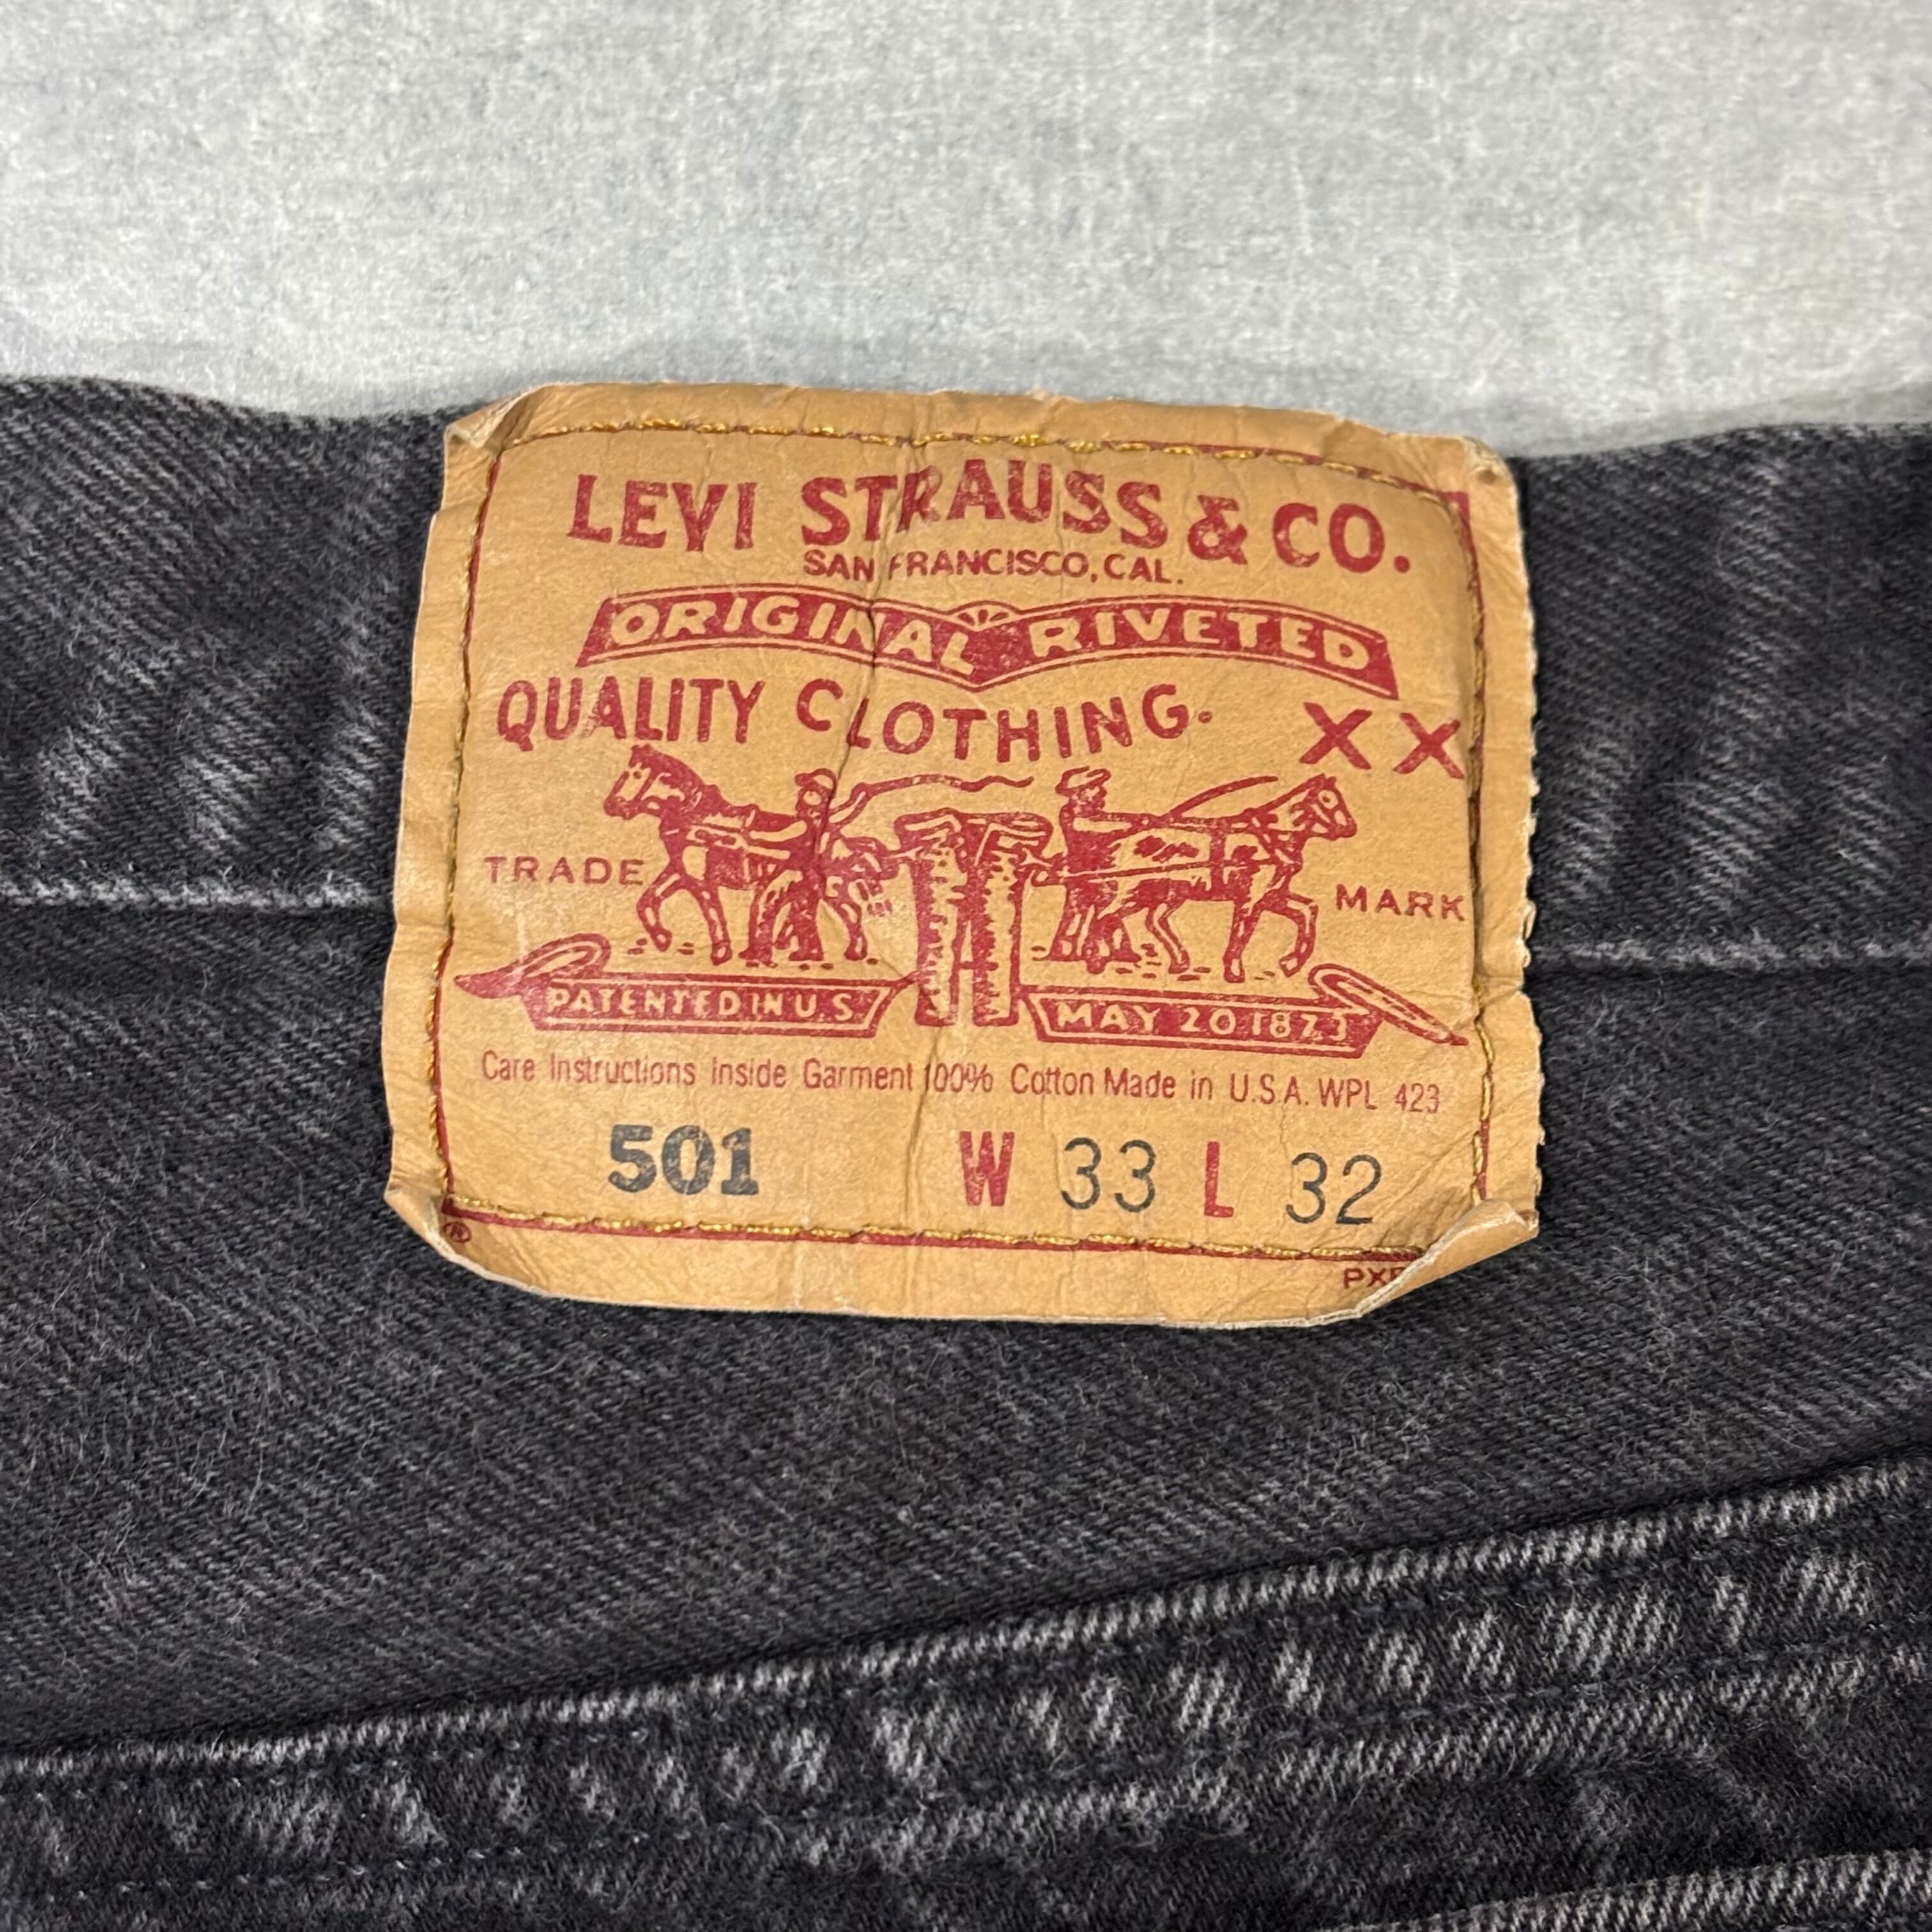 LEVI STRAUSS & CO.
SAN FRANCISCO, CAL.
ORIGINAL RIVETED
QUALITY CLOTHING. XX
TRADE MARK
PATENTED IN U.S. MAY 20 1873
Care Instructions Inside Garment 100% Cotton Made in U.S.A. WPL 423
501 W 33 L 32
®